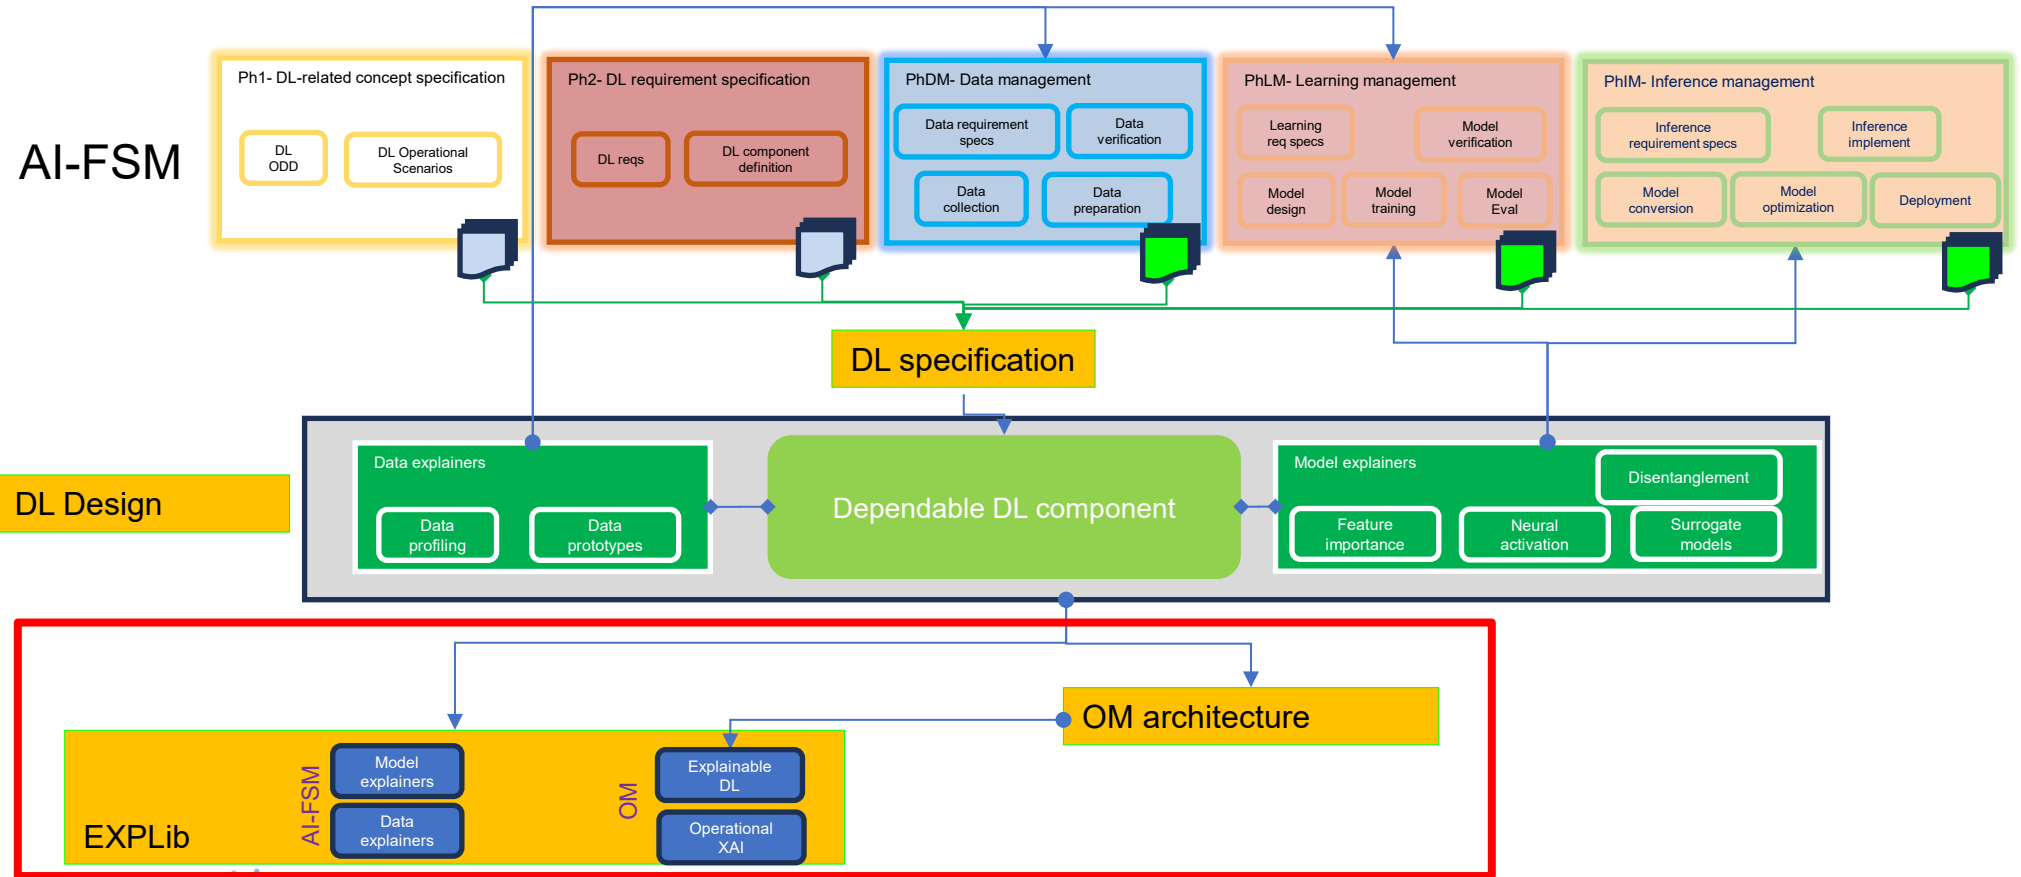 AI-FSM
Ph1- DL-related concept specification
DL
ODD
DL Operational
Scenarios
Ph2- DL requirement specification
DL reqs
DL component
definition
PhDM- Data management
Data requirement
specs
Data
verification
Data
collection
Data
preparation
PhLM- Learning management
Learning
req specs
Model
verification
Model
design
Model
training
Model
Eval
PhIM- Inference management
Inference
requirement specs
Inference
implement
Model
conversion
Model
optimization
Deployment
DL specification
DL Design
Data explainers
Data
profiling
Data
prototypes
Dependable DL component
Model explainers
Disentanglement
Feature
importance
Neural
activation
Surrogate
models
OM architecture
EXPLib
AI-FSM
Model
explainers
Data
explainers
OM
Explainable
DL
Operational
XAI